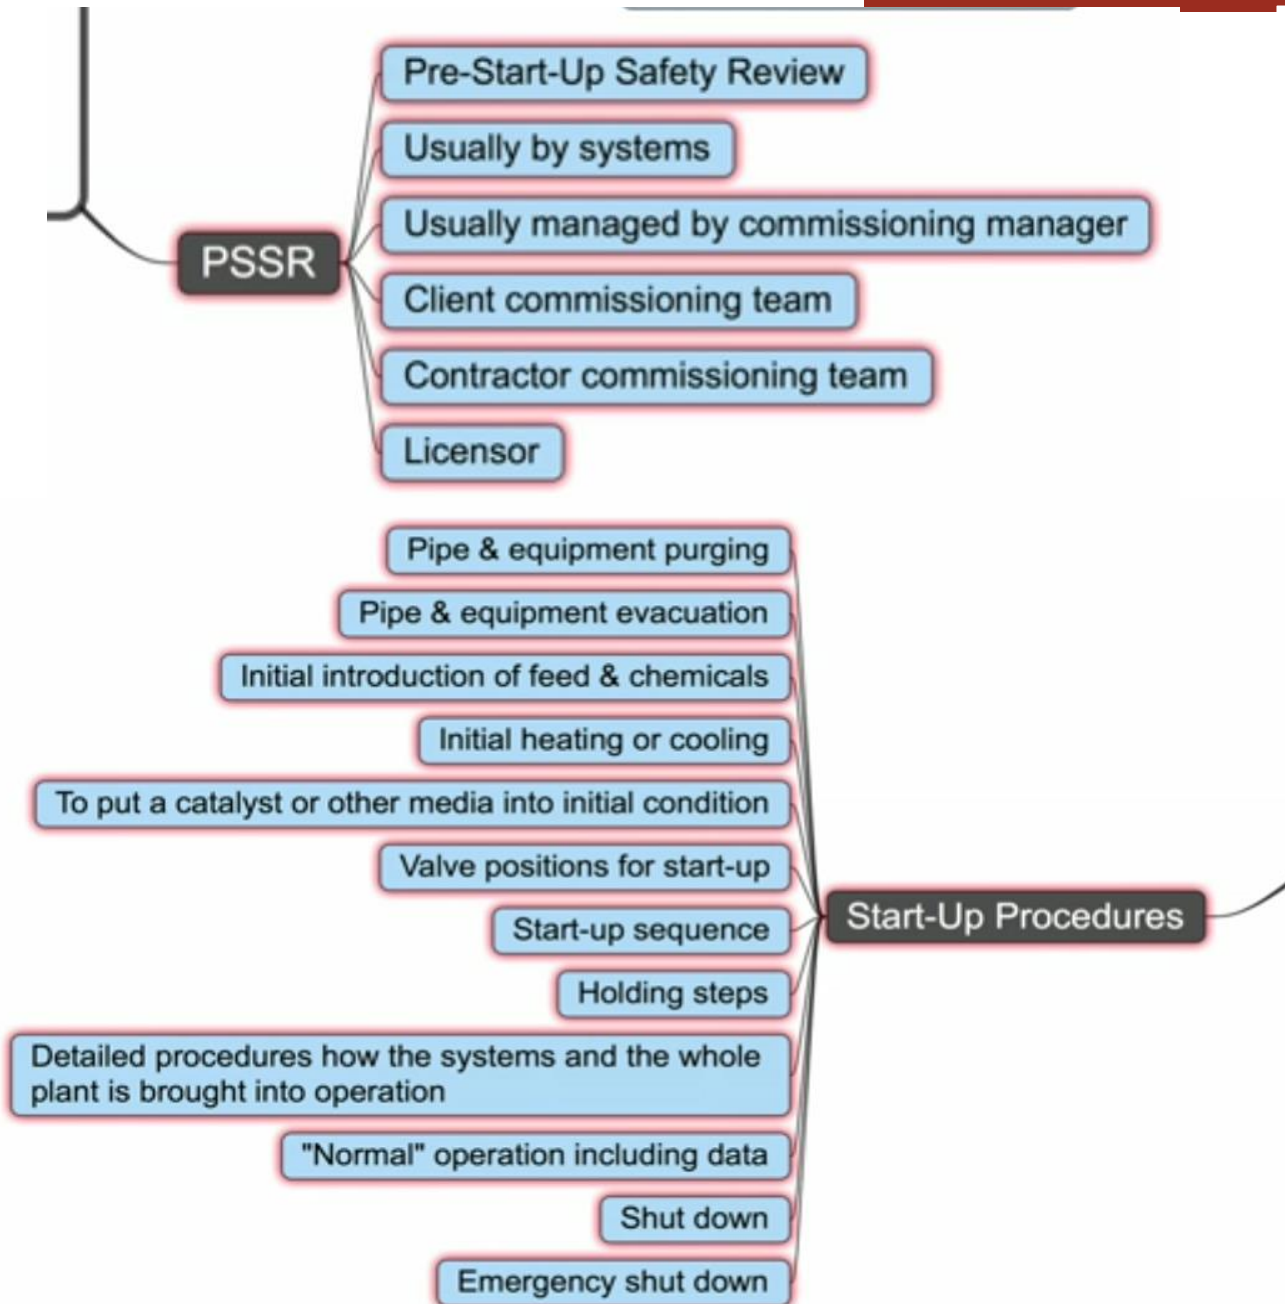 Pre-Start-Up Safety Review
Usually by systems
Usually managed by commissioning manager
PSSR
Client commissioning team
Contractor commissioning team
Licensor
Pipe & equipment purging
Pipe & equipment evacuation
Initial introduction of feed & chemicals
Initial heating or cooling
To put a catalyst or other media into initial condition
Valve positions for start-up
Start-Up Procedures
Start-up sequence
Holding steps
Detailed procedures how the systems and the whole
plant is brought into operation
"Normal" operation including data
Shut down
Emergency shut down